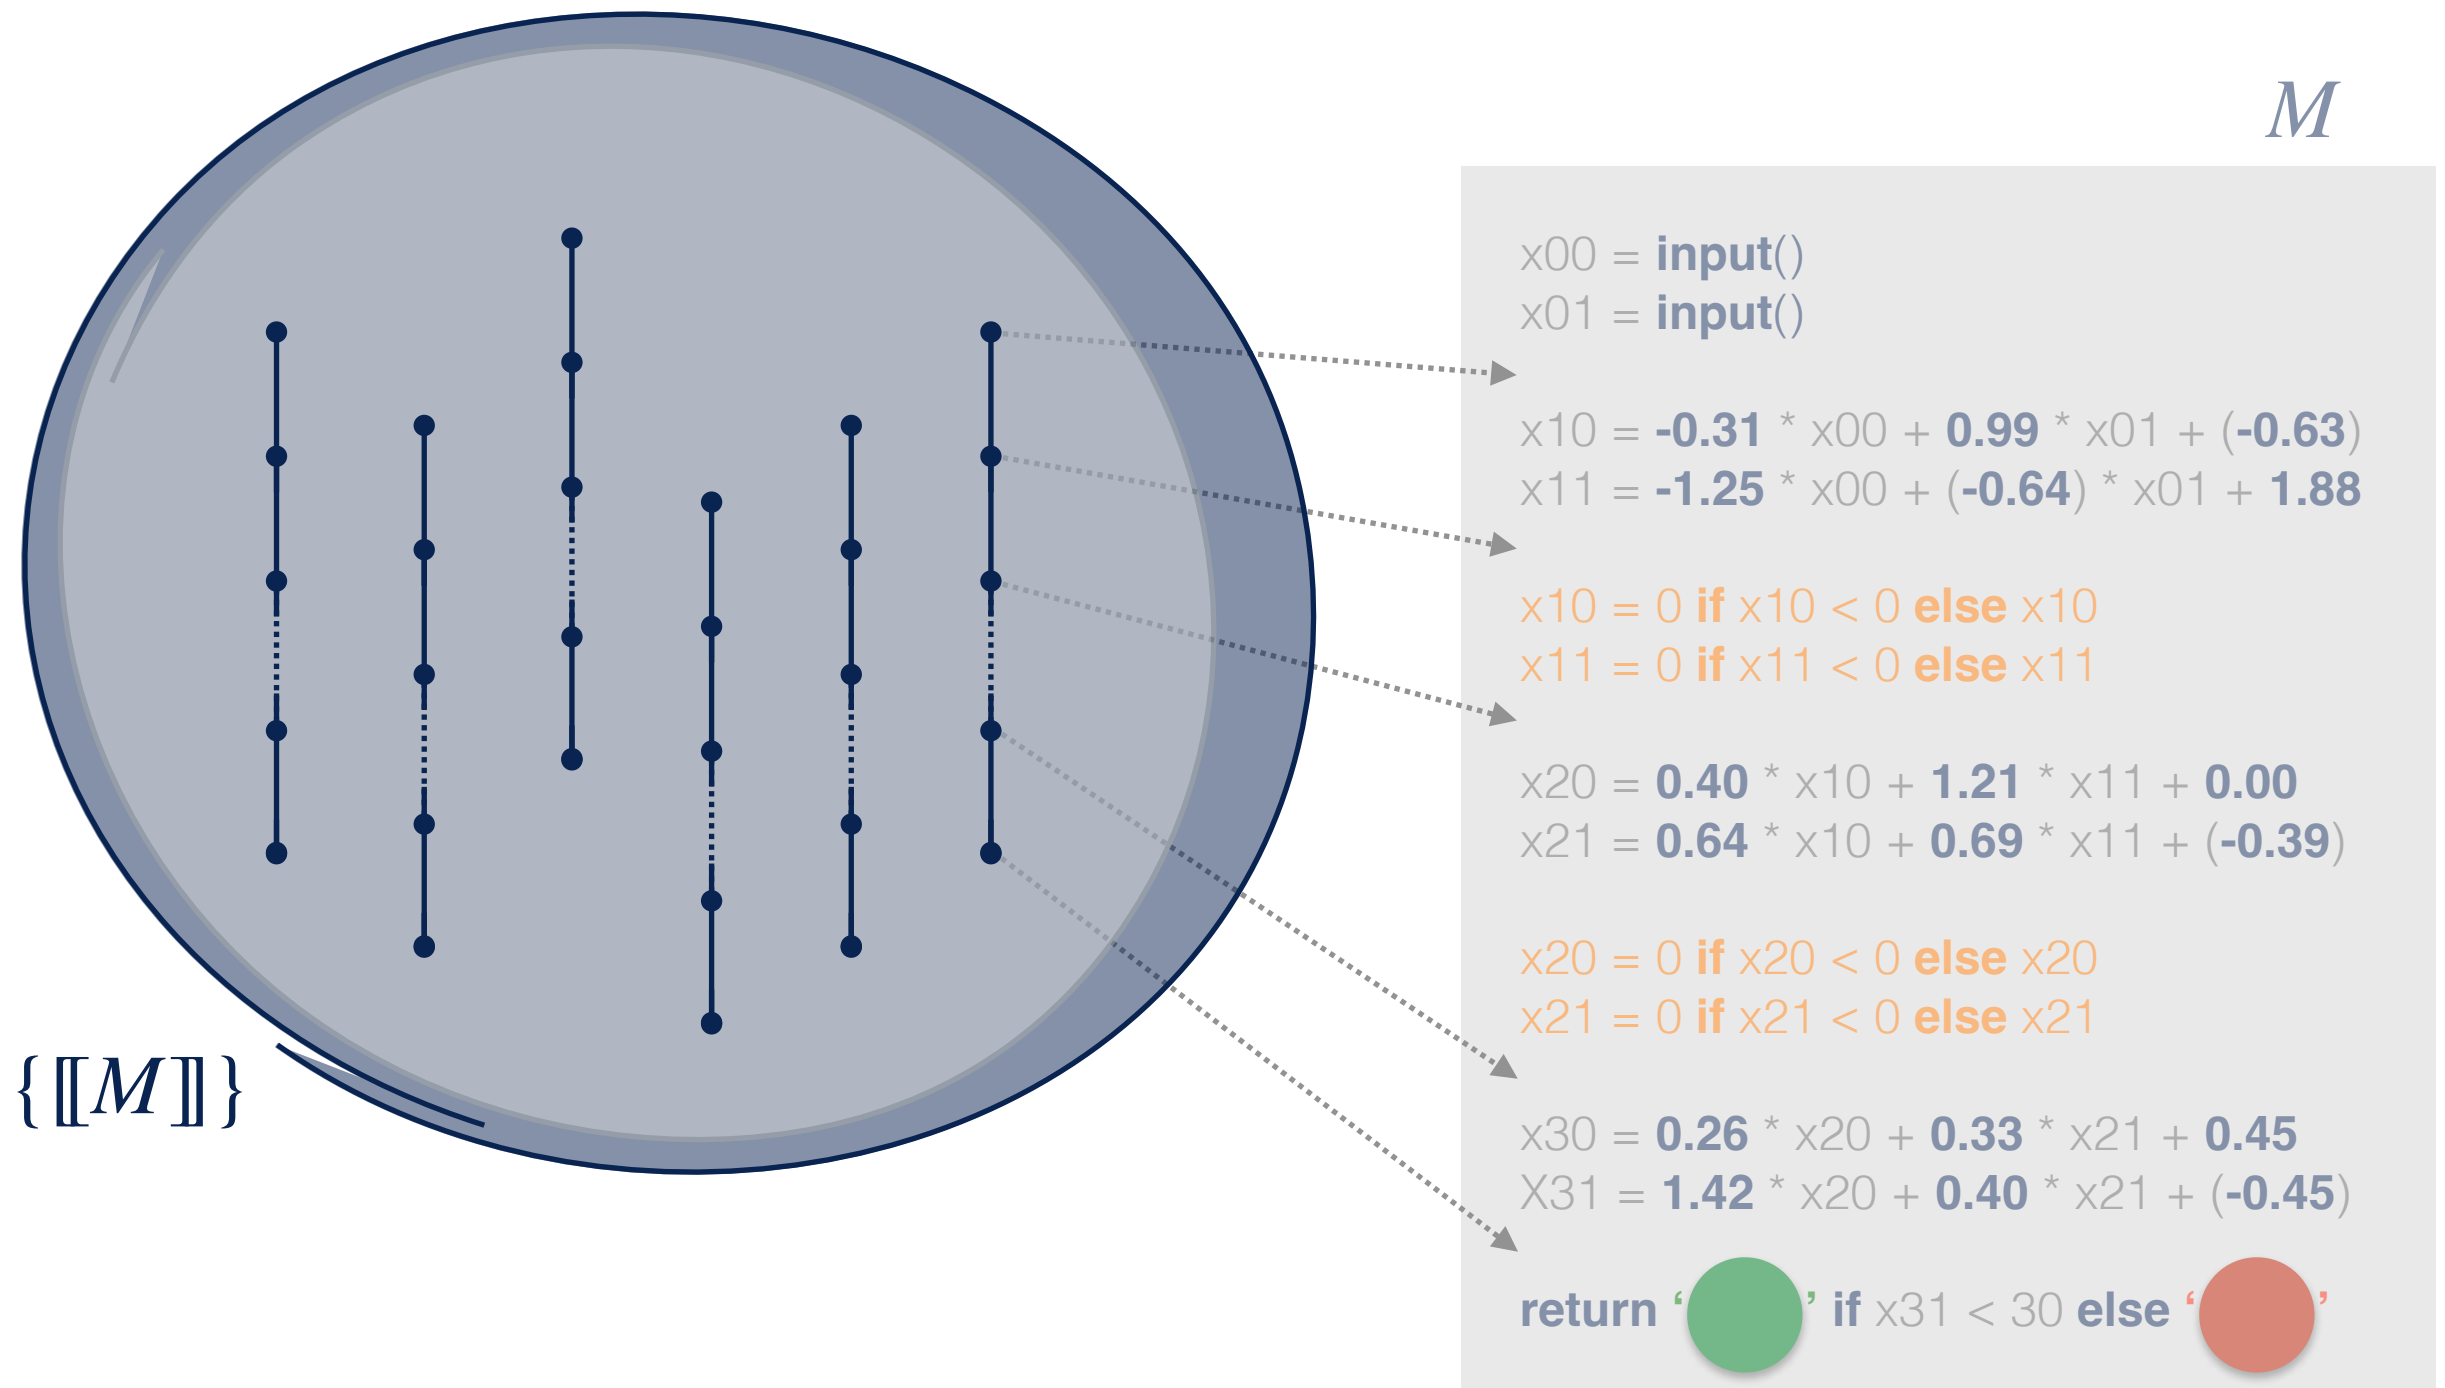 M
x00 = input()
x01 = input()
x10 = -0.31 * x00 + 0.99 * x01 + (-0.63)
x11 = -1.25 * x00 + (-0.64) * x01 + 1.88
x10 = 0 if x10 < 0 else x10
x11 = 0 if x11 < 0 else x11
x20 = 0.40 * x10 + 1.21 * x11 + 0.00
x21 = 0.64 * x10 + 0.69 * x11 + (-0.39)
x20 = 0 if x20 < 0 else x20
x21 = 0 if x21 < 0 else x21
x30 = 0.26 * x20 + 0.33 * x21 + 0.45
X31 = 1.42 * x20 + 0.40 * x21 + (-0.45)
return ‘ ’ if x31 < 30 else ‘ ’
{⟦M⟧}